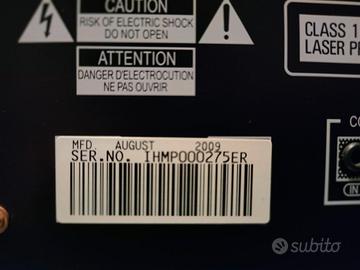 CAUTION
RISK OF ELECTRIC SHOCK
DO NOT OPEN
ATTENTION
DANGER D'ELECTROCUTION
NE PAS OUVRIR
CLASS 1
LASER
MFD. AUGUST 2009
SER.NO. IHMP000275ER
subito